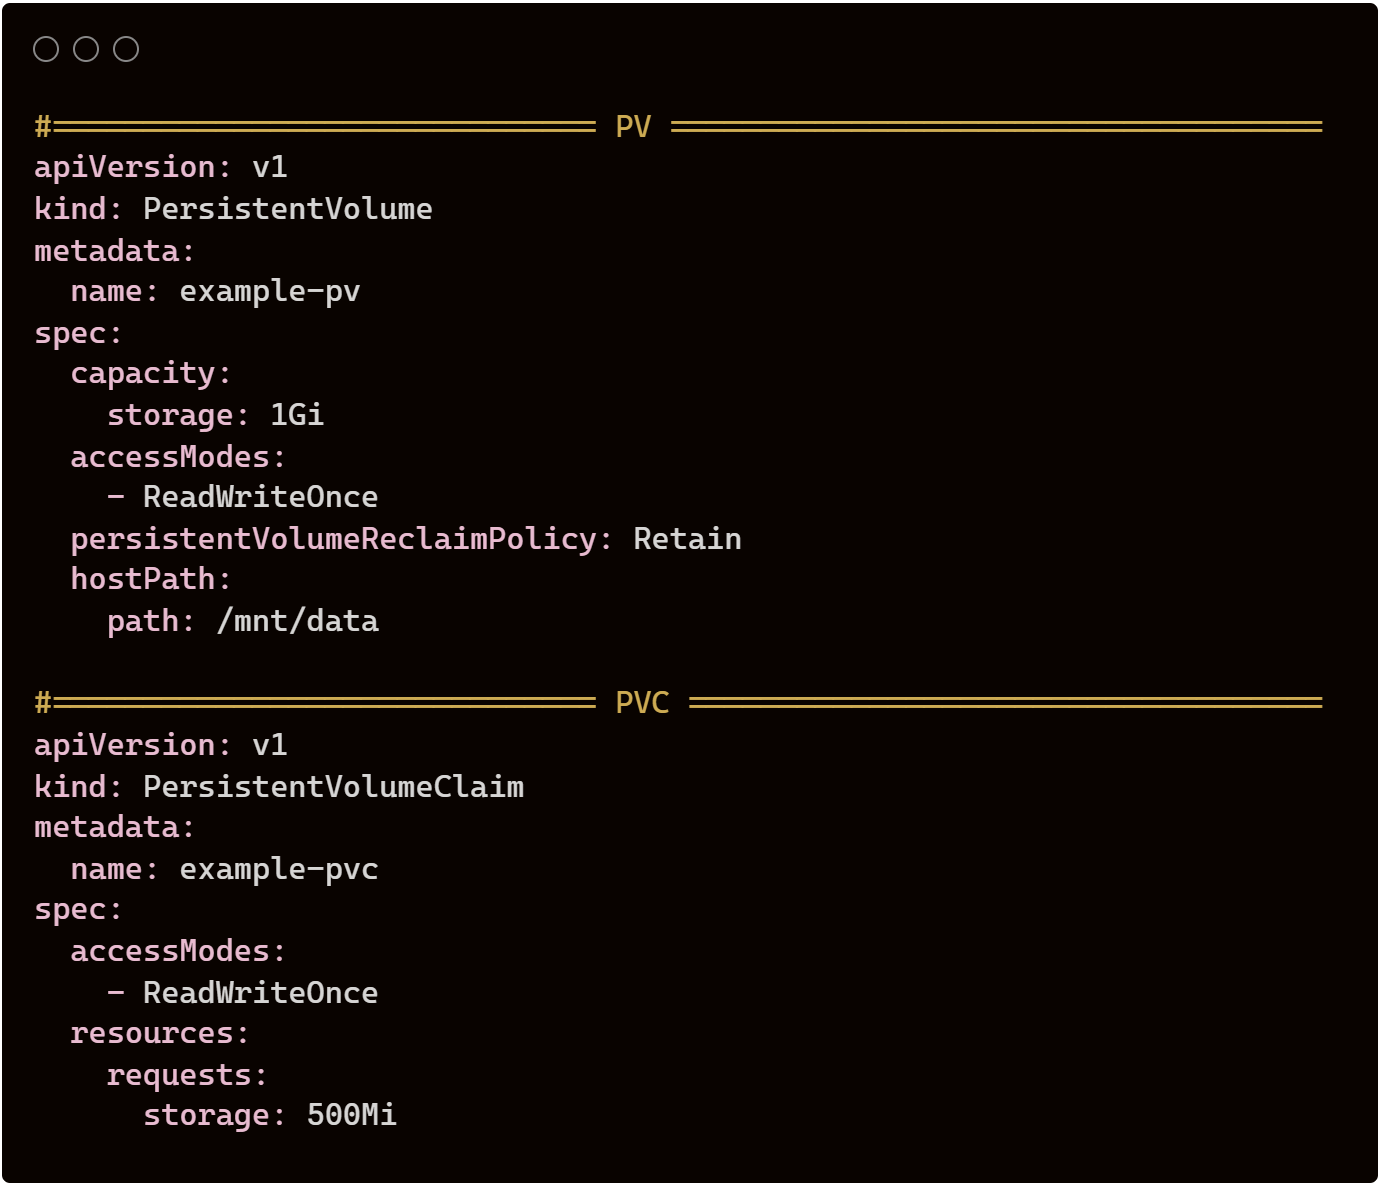 #============================== PV ====================================
apiVersion: v1
kind: PersistentVolume
metadata:
  name: example-pv
spec:
  capacity:
    storage: 1Gi
  accessModes:
    - ReadWriteOnce
  persistentVolumeReclaimPolicy: Retain
  hostPath:
    path: /mnt/data
#============================== PVC ===================================
apiVersion: v1
kind: PersistentVolumeClaim
metadata:
  name: example-pvc
spec:
  accessModes:
    - ReadWriteOnce
  resources:
    requests:
      storage: 500Mi